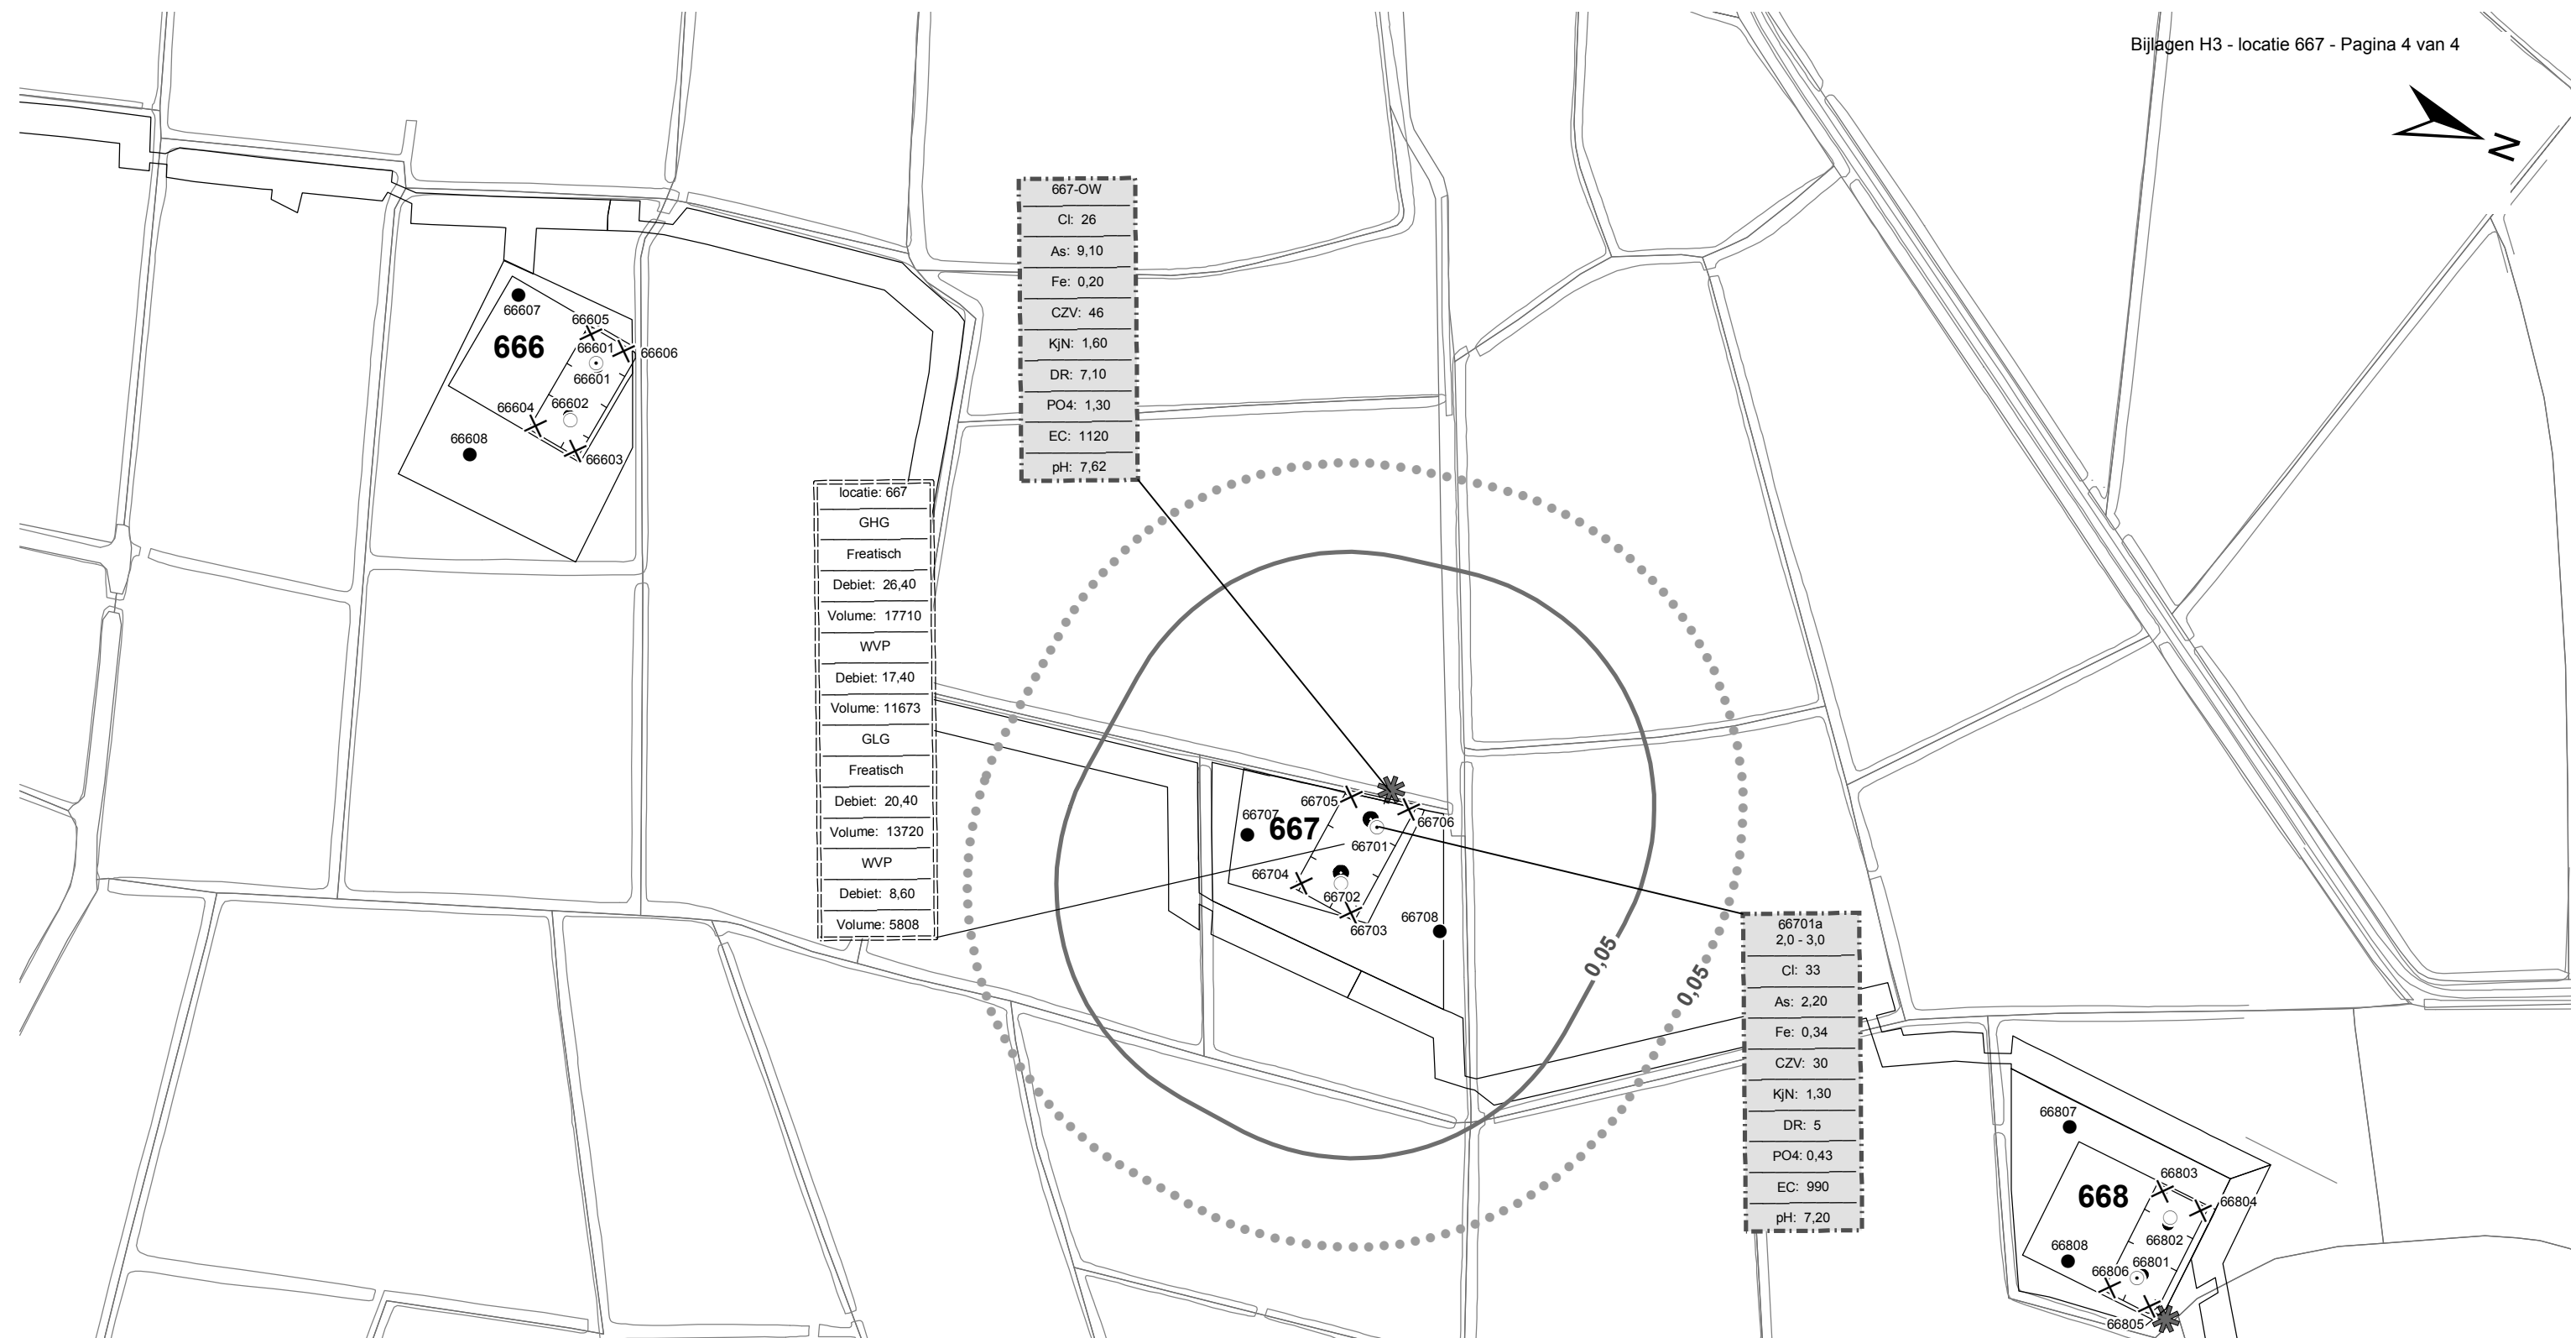 Bijlagen H3 - locatie 667 - Pagina 4 van 4
N
667-OW
Cl: 26
As: 9,10
Fe: 0,20
CZV: 46
KjN: 1,60
DR: 7,10
PO4: 1,30
EC: 1120
pH: 7,62
66607
66605
666
66601
66606
66601
66604
66602
66608
66603
locatie: 667
GHG
Freatisch
Debiet: 26,40
Volume: 17710
WVP
Debiet: 17,40
Volume: 11673
GLG
Freatisch
Debiet: 20,40
Volume: 13720
WVP
Debiet: 8,60
Volume: 5808
66705
66707
667
66706
66701
66704
66702
66708
66703
0,05
0,05
66701a
2,0 - 3,0
Cl: 33
As: 2,20
Fe: 0,34
CZV: 30
KjN: 1,30
DR: 5
PO4: 0,43
EC: 990
pH: 7,20
66807
66803
668
66804
66802
66808
66801
66806
66805